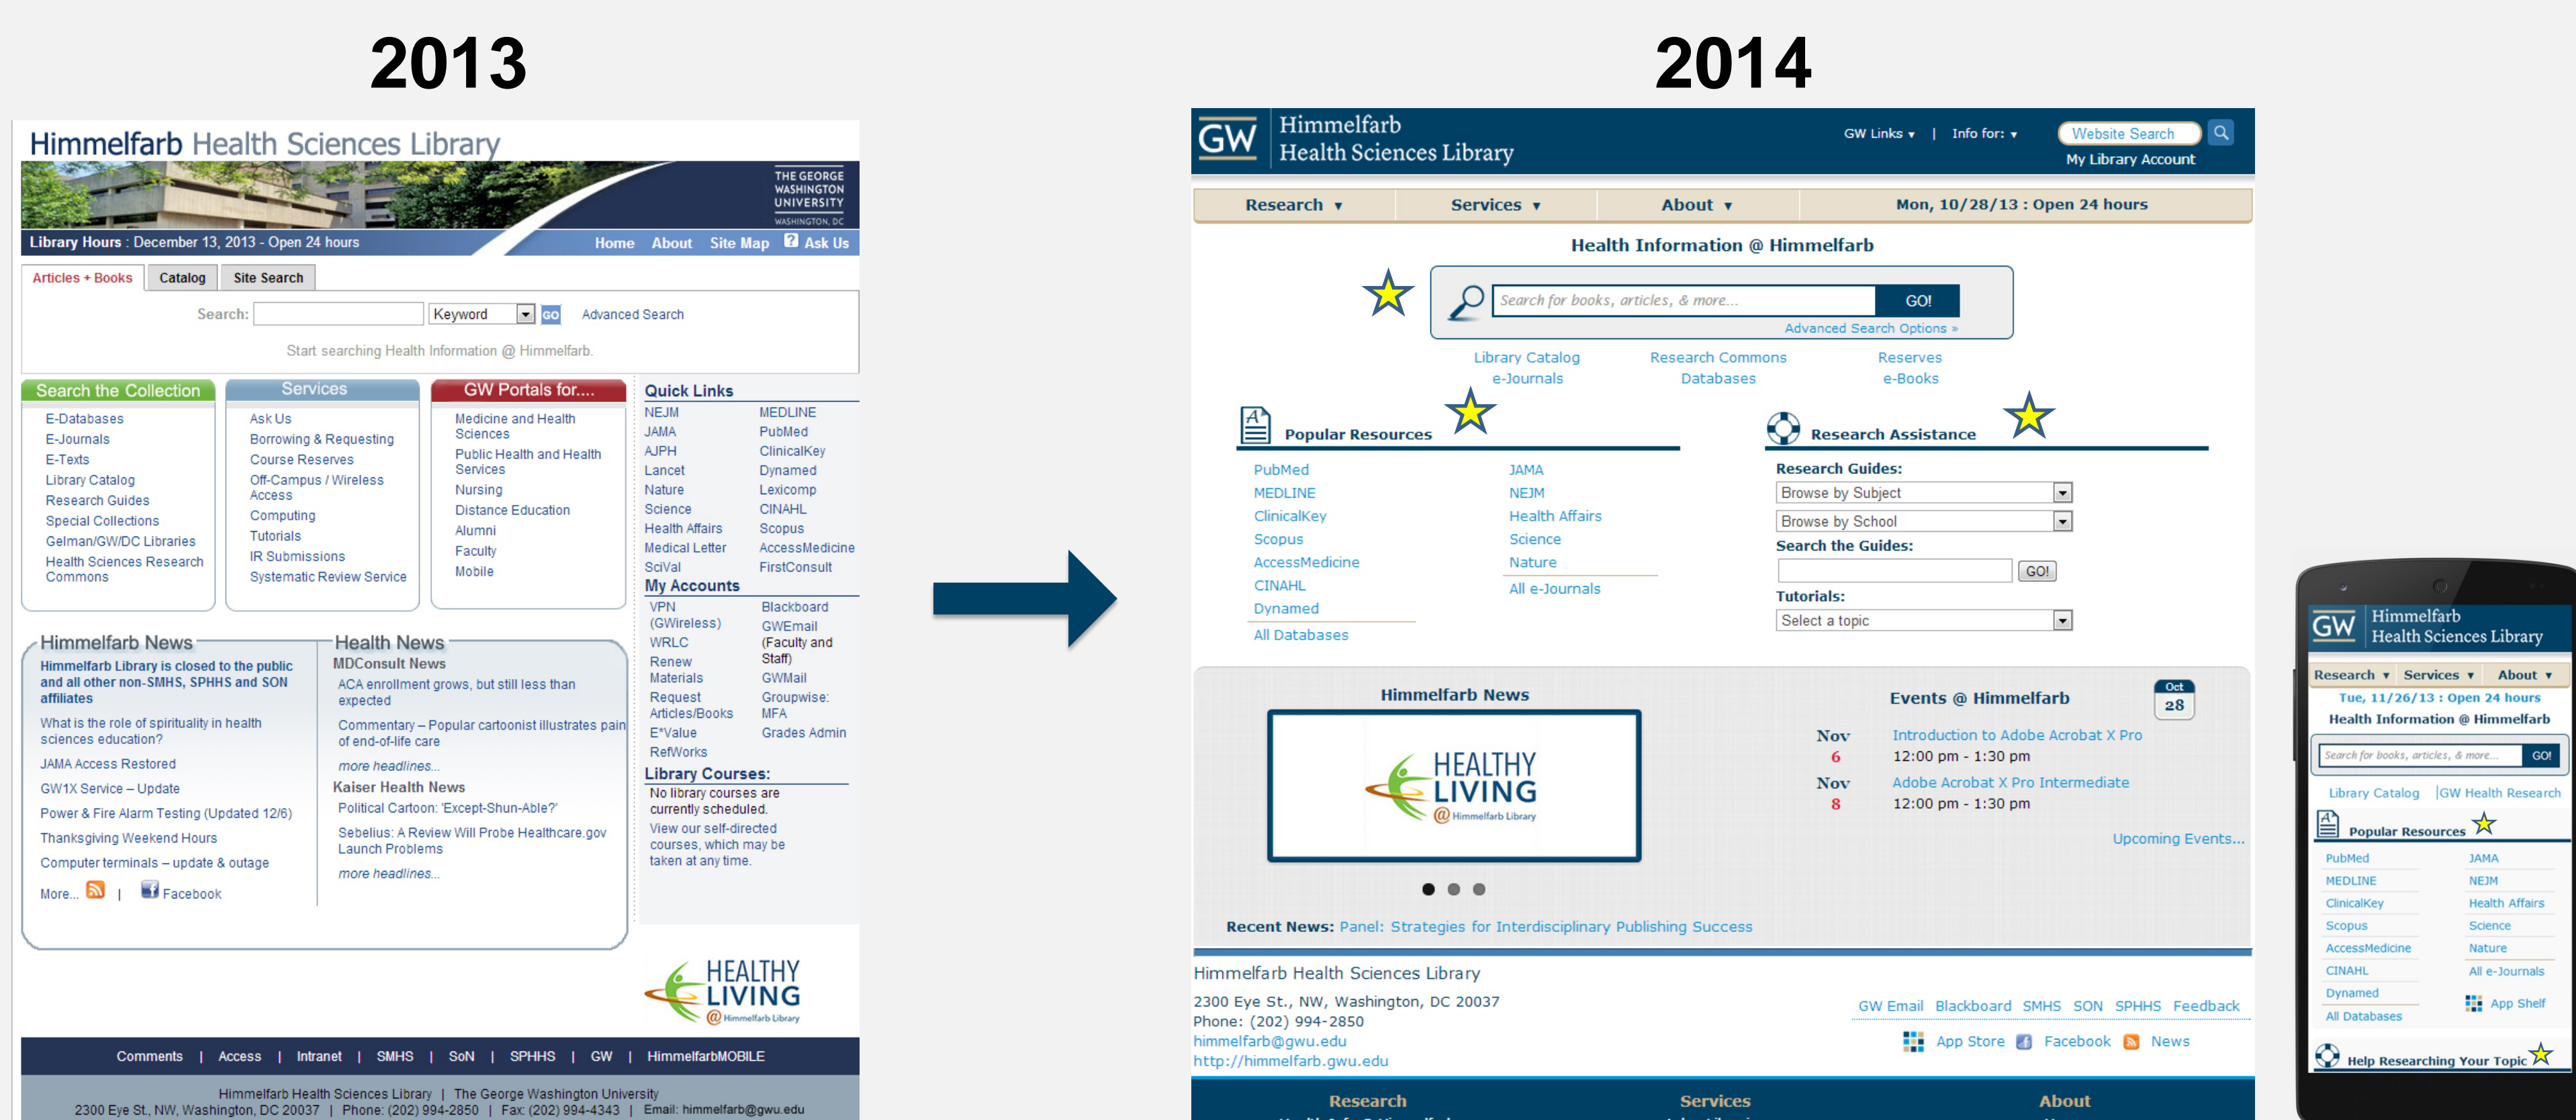 2013
Himmelfarb Health Sciences Library
THE GEORGE
WASHINGTON
UNIVERSITY
WASHINGTON, DC
Library Hours : December 13, 2013 - Open 24 hours
Home About Site Map ? Ask Us
Articles + Books Catalog Site Search
Search: Keyword GO Advanced Search
Start searching Health Information @ Himmelfarb.
Search the Collection
E-Databases
E-Journals
E-Texts
Library Catalog
Research Guides
Special Collections
Gelman/GW/DC Libraries
Health Sciences Research
Commons
Services
Ask Us
Borrowing & Requesting
Course Reserves
Off-Campus / Wireless
Access
Computing
Tutorials
IR Submissions
Systematic Review Service
GW Portals for....
Medicine and Health
Sciences
Public Health and Health
Services
Nursing
Distance Education
Alumni
Faculty
Mobile
Quick Links
NEJM MEDLINE
JAMA PubMed
AJPH ClinicalKey
Lancet Dynamed
Nature Lexicomp
Science CINAHL
Health Affairs Scopus
Medical Letter AccessMedicine
SciVal FirstConsult
My Accounts
VPN
(GWireless)
WRLC
Renew
Materials
Request
Articles/Books
E*Value
RefWorks
Blackboard
GWEmail
(Faculty and
Staff)
GWMail
Groupwise:
MFA
Grades Admin
Library Courses:
No library courses are
currently scheduled.
View our self-directed
courses, which may be
taken at any time.
Himmelfarb News
Himmelfarb Library is closed to the public
and all other non-SMHS, SPHHS and SON
affiliates
What is the role of spirituality in health
sciences education?
JAMA Access Restored
GW1X Service – Update
Power & Fire Alarm Testing (Updated 12/6)
Thanksgiving Weekend Hours
Computer terminals – update & outage
More... | Facebook
Health News
MDConsult News
ACA enrollment grows, but still less than
expected
Commentary – Popular cartoonist illustrates pain
of end-of-life care
more headlines...
Kaiser Health News
Political Cartoon: 'Except-Shun-Able?'
Sebelius: A Review Will Probe Healthcare.gov
Launch Problems
more headlines...
HEALTHY
LIVING
@ Himmelfarb Library
Comments | Access | Intranet | SMHS | SoN | SPHHS | GW | HimmelfarbMOBILE
Himmelfarb Health Sciences Library | The George Washington University
2300 Eye St., NW, Washington, DC 20037 | Phone: (202) 994-2850 | Fax: (202) 994-4343 | Email: himmelfarb@gwu.edu
2014
GW Himmelfarb
Health Sciences Library
GW Links ▾ | Info for: ▾ Website Search
My Library Account
Research ▾ Services ▾ About ▾ Mon, 10/28/13 : Open 24 hours
Health Information @ Himmelfarb
Search for books, articles, & more... GO!
Advanced Search Options »
Library Catalog Research Commons Reserves
e-Journals Databases e-Books
Popular Resources
PubMed JAMA
MEDLINE NEJM
ClinicalKey Health Affairs
Scopus Science
AccessMedicine Nature
CINAHL All e-Journals
Dynamed
All Databases
Research Assistance
Research Guides:
Browse by Subject
Browse by School
Search the Guides:
GO!
Tutorials:
Select a topic
Himmelfarb News
HEALTHY
LIVING
@ Himmelfarb Library
Events @ Himmelfarb
Oct
28
Nov Introduction to Adobe Acrobat X Pro
6 12:00 pm - 1:30 pm
Nov Adobe Acrobat X Pro Intermediate
8 12:00 pm - 1:30 pm
Upcoming Events...
Recent News: Panel: Strategies for Interdisciplinary Publishing Success
Himmelfarb Health Sciences Library
2300 Eye St., NW, Washington, DC 20037
Phone: (202) 994-2850
himmelfarb@gwu.edu
http://himmelfarb.gwu.edu
GW Email Blackboard SMHS SON SPHHS Feedback
App Store Facebook News
Research Services About
GW Himmelfarb
Health Sciences Library
Research ▾ Services ▾ About ▾
Tue, 11/26/13 : Open 24 hours
Health Information @ Himmelfarb
Search for books, articles, & more... GO!
Library Catalog | GW Health Research
Popular Resources
PubMed JAMA
MEDLINE NEJM
ClinicalKey Health Affairs
Scopus Science
AccessMedicine Nature
CINAHL All e-Journals
Dynamed App Shelf
All Databases
Help Researching Your Topic